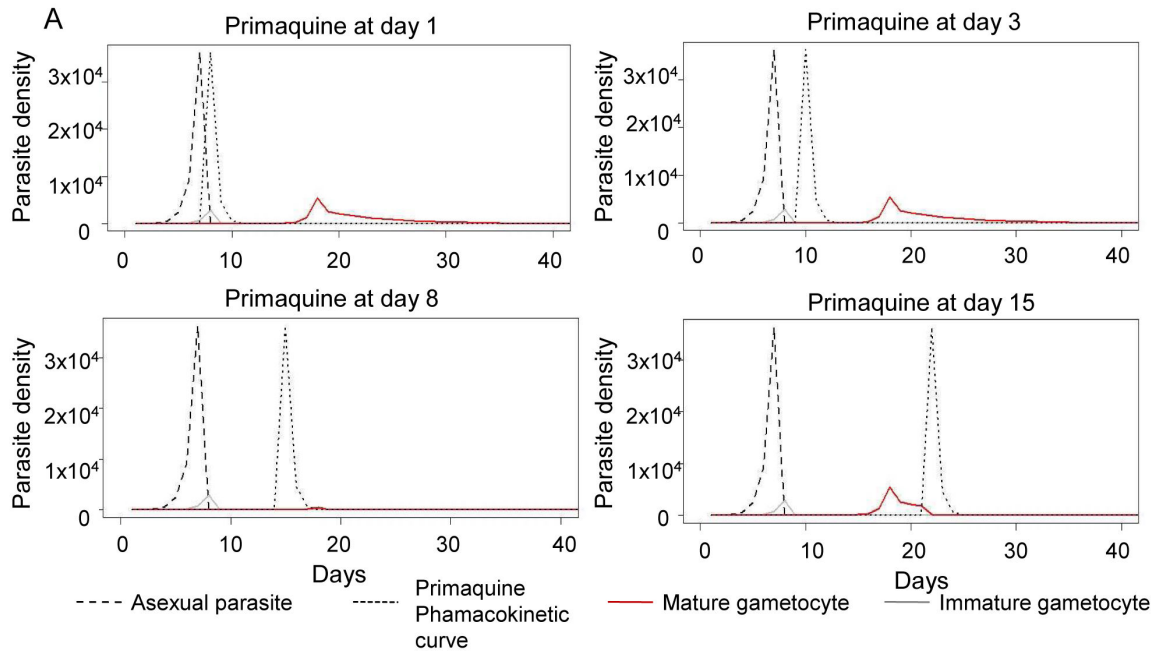 A
Primaquine at day 1
Parasite density
3x10⁴
2x10⁴
1x10⁴
0
0 10 20 30 40
Primaquine at day 3
Parasite density
3x10⁴
2x10⁴
1x10⁴
0
0 10 20 30 40
Primaquine at day 8
Parasite density
3x10⁴
2x10⁴
1x10⁴
0
0 10 20 30 40
Days
Primaquine at day 15
Parasite density
3x10⁴
2x10⁴
1x10⁴
0
0 10 20 30 40
Days
Asexual parasite
Primaquine
Phamacokinetic
curve
Mature gametocyte
Immature gametocyte